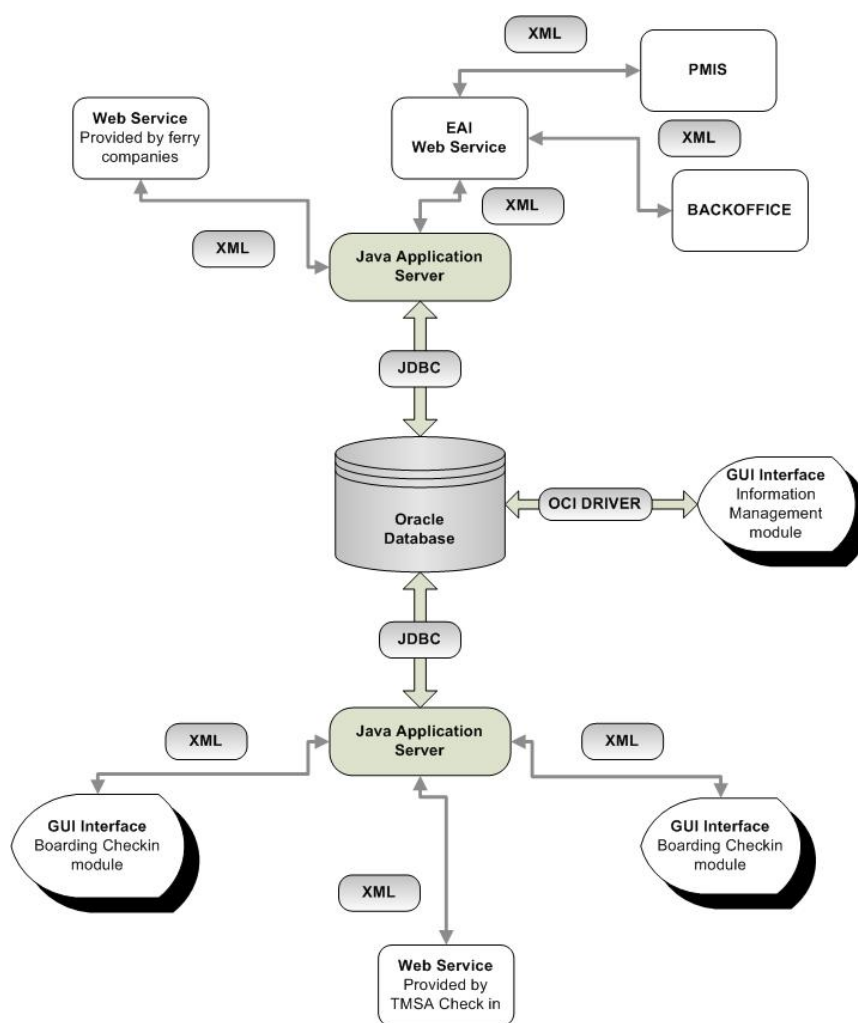 XML
PMIS
Web Service
Provided by ferry
companies
EAI
Web Service
XML
XML
BACKOFFICE
XML
Java Application
Server
JDBC
GUI Interface
Information
Management
module
OCI DRIVER
Oracle
Database
JDBC
Java Application
Server
XML
XML
GUI Interface
Boarding Checkin
module
GUI Interface
Boarding Checkin
module
XML
Web Service
Provided by
TMSA Check in